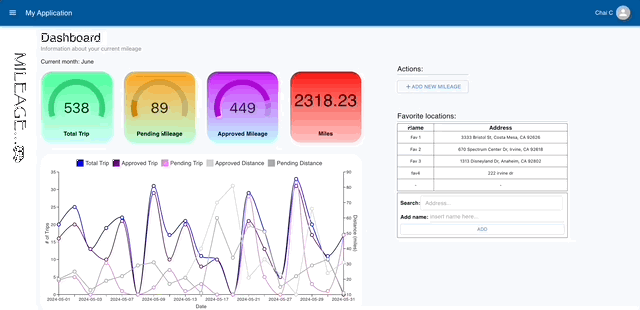 My Application
Chai C
MILEAGE...
Dashboard
Information about your current mileage
Current month: June
538
Total Trip
89
Pending Mileage
449
Approved Mileage
2318.23
Miles
Total Trip
Approved Trip
Pending Trip
Approved Distance
Pending Distance
# of Trips
35
30
25
20
15
10
5
0
Distance (miles)
90
80
70
60
50
40
30
20
10
2024-05-01
2024-05-03
2024-05-07
2024-05-09
2024-05-13
2024-05-15
2024-05-17
2024-05-21
2024-05-23
2024-05-27
2024-05-29
2024-05-31
Date
Actions:
+ ADD NEW MILEAGE
Favorite locations:
Name Address
Fav 1 3333 Bristol St, Costa Mesa, CA 92626
Fav 2 670 Spectrum Center Dr, Irvine, CA 92618
Fav 3 1313 Disneyland Dr, Anaheim, CA 92802
fav4 222 irvine dr
- -
Search: Address...
Add name: Insert name here...
ADD